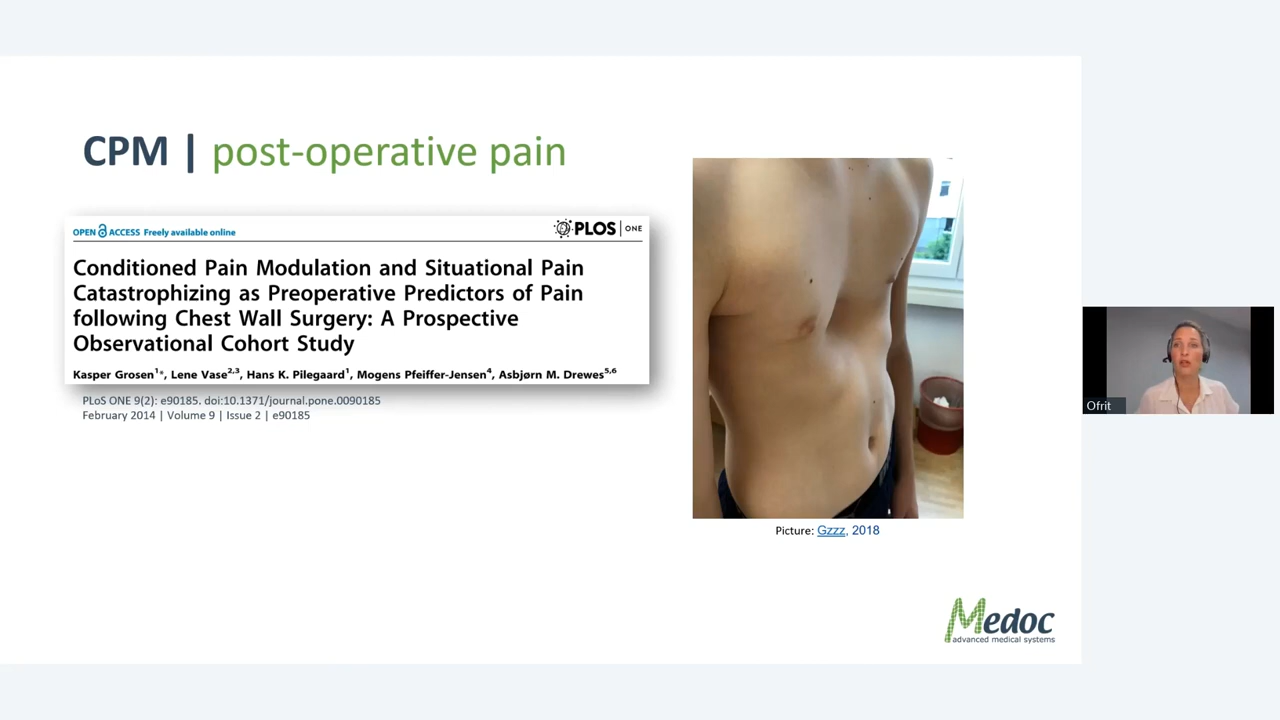 CPM | post-operative pain
OPEN ACCESS Freely available online
PLOS | ONE
Conditioned Pain Modulation and Situational Pain
Catastrophizing as Preoperative Predictors of Pain
following Chest Wall Surgery: A Prospective
Observational Cohort Study
Kasper Grosen1*, Lene Vase2,3, Hans K. Pilegaard1, Mogens Pfeiffer-Jensen4, Asbjørn M. Drewes5,6
PLoS ONE 9(2): e90185. doi:10.1371/journal.pone.0090185
February 2014 | Volume 9 | Issue 2 | e90185
Picture: Gzzz, 2018
Medoc
advanced medical systems
Ofrit